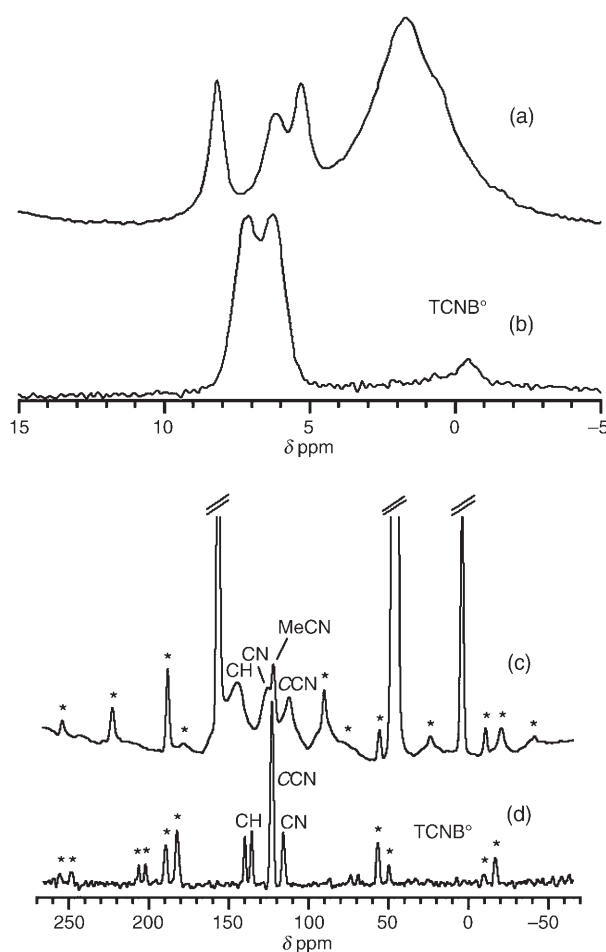 (a)
TCNB°
(b)
15 10 5 0 –5
δ ppm
MeCN
CN
CH CCN
(c)
* * * * * * * * * * *
CCN
CH CN
TCNB°
(d)
* * * * * * * * * *
250 200 150 100 50 0 –50
δ ppm